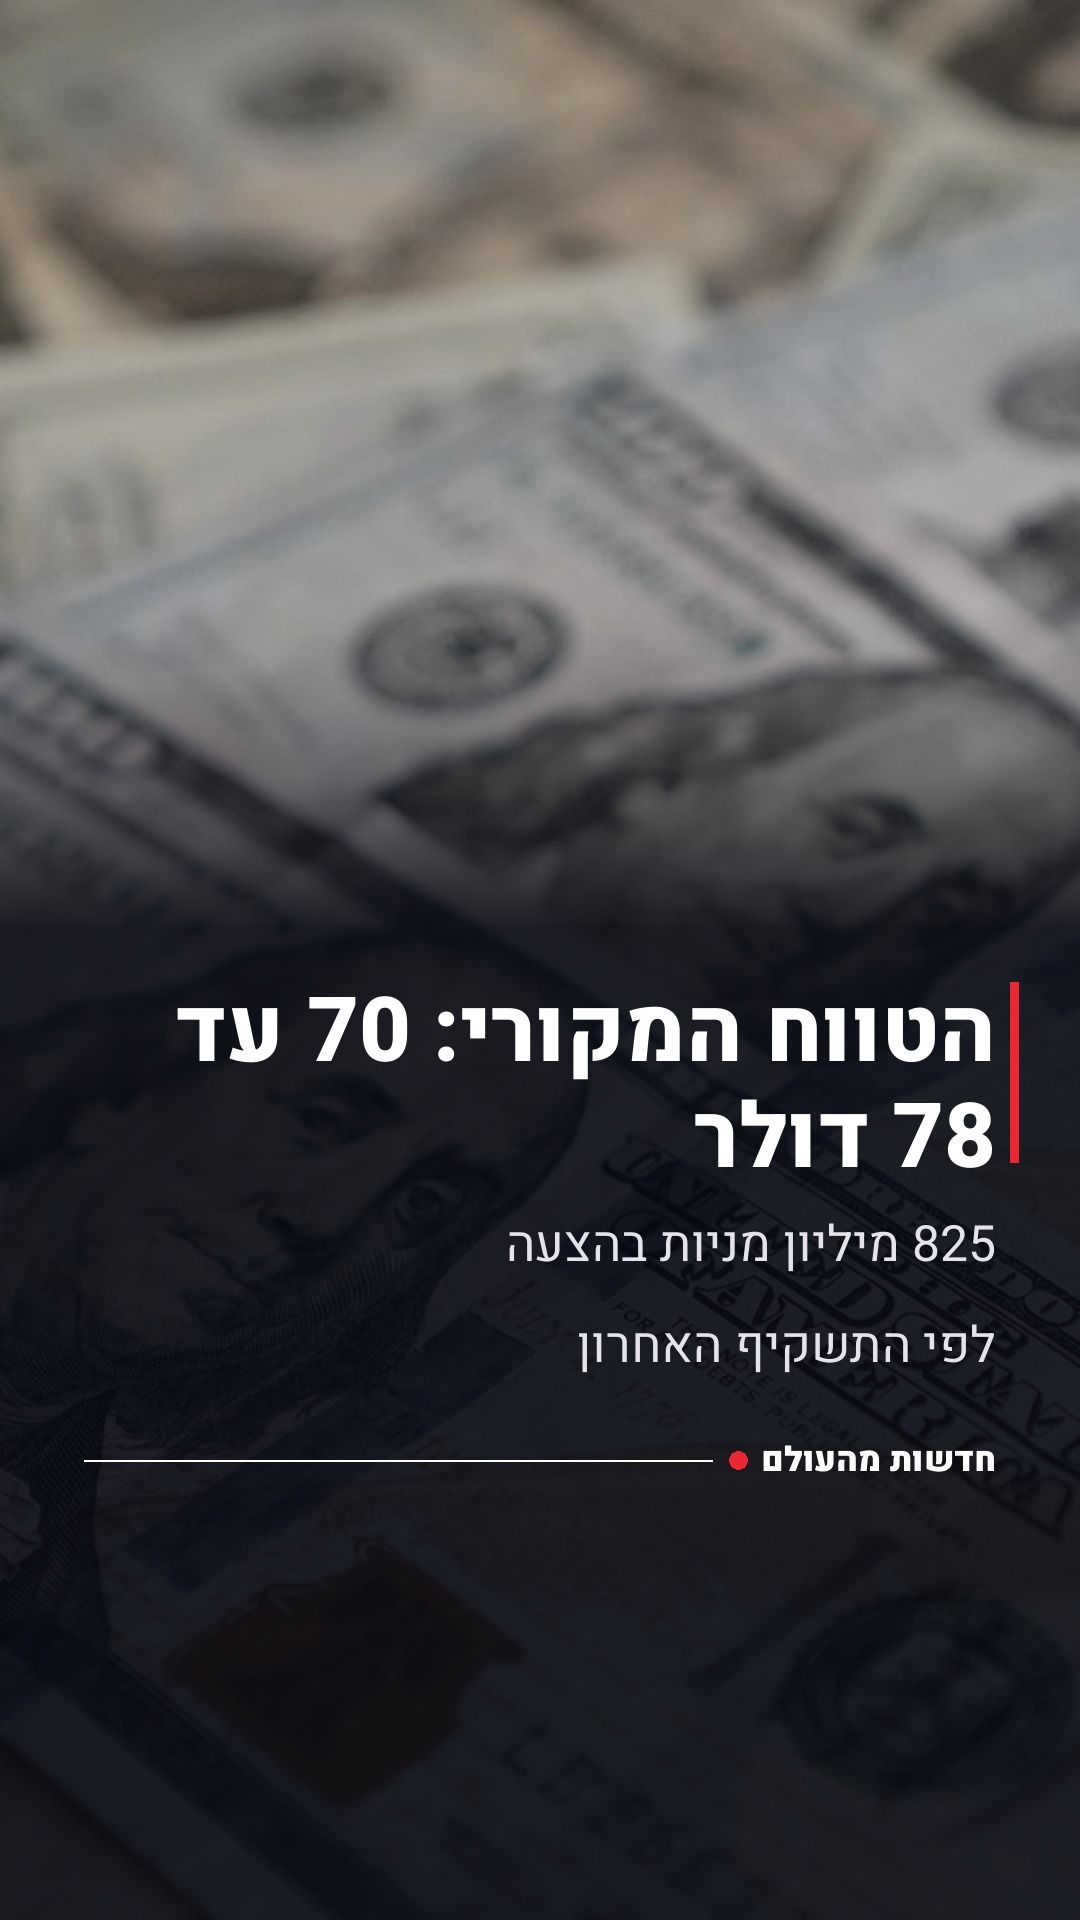 הטווח המקורי: 70 עד
78 דולר
825 מיליון מניות בהצעה
לפי התשקיף האחרון
חדשות מהעולם